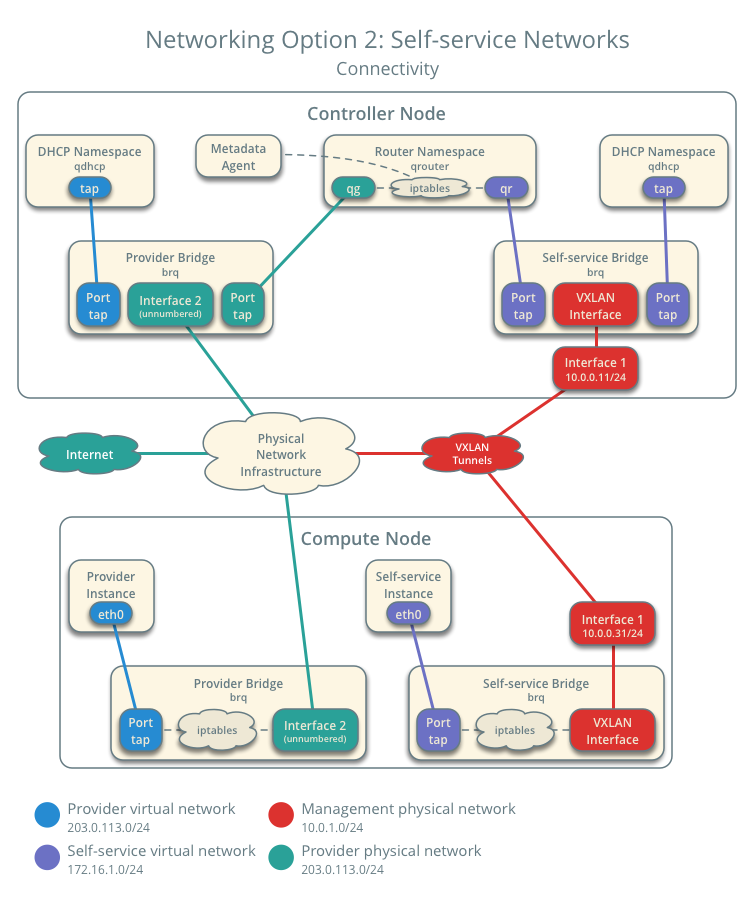 Networking Option 2: Self-service Networks
Connectivity
Controller Node
DHCP Namespace
qdhcp
tap
Metadata
Agent
Router Namespace
qrouter
qg
iptables
qr
DHCP Namespace
qdhcp
tap
Provider Bridge
brq
Port
tap
Interface 2
(unnumbered)
Port
tap
Self-service Bridge
brq
Port
tap
VXLAN
Interface
Port
tap
Interface 1
10.0.0.11/24
Internet
Physical
Network
Infrastructure
VXLAN
Tunnels
Compute Node
Provider
Instance
eth0
Self-service
Instance
eth0
Interface 1
10.0.0.31/24
Provider Bridge
brq
Port
tap
iptables
Interface 2
(unnumbered)
Self-service Bridge
brq
Port
tap
iptables
VXLAN
Interface
Provider virtual network
203.0.113.0/24
Management physical network
10.0.1.0/24
Self-service virtual network
172.16.1.0/24
Provider physical network
203.0.113.0/24